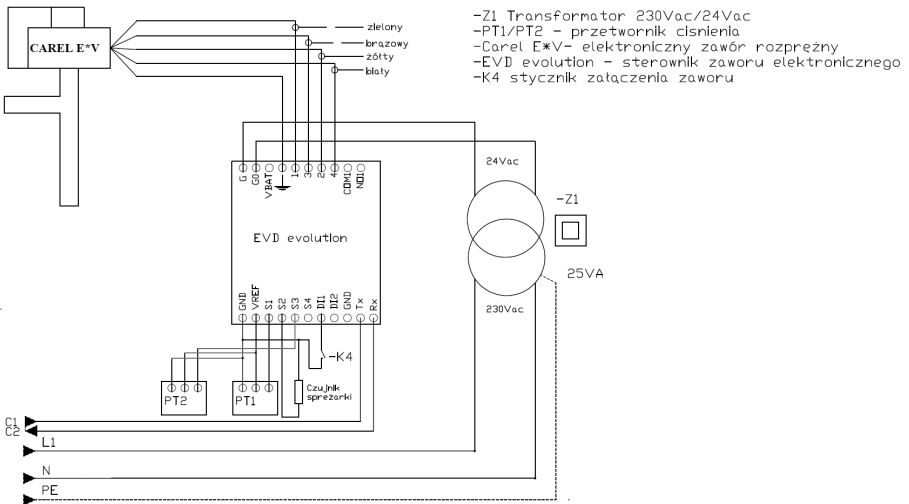 CAREL E*V
zielony
brązowy
żółty
biały
-Z1 Transformator 230Vac/24Vac
-PT1/PT2 - przetwornik cisnienia
-Carel E*V- elektroniczny zawór rozprężny
-EVD evolution - sterownik zaworu elektronicznego
-K4 stycznik załączenia zaworu
G
G0
VBAT
1
3
2
4
COM1
NO1
24Vac
-Z1
EVD evolution
25VA
230Vac
GND
VREF
S1
S2
S3
S4
DI1
DI2
GND
Tx
Rx
-K4
PT2
PT1
Czujnik
sprężarki
C1
C2
L1
N
PE